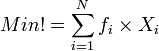 Min! = \sum_{i=1}^{N} f_i \times X_i